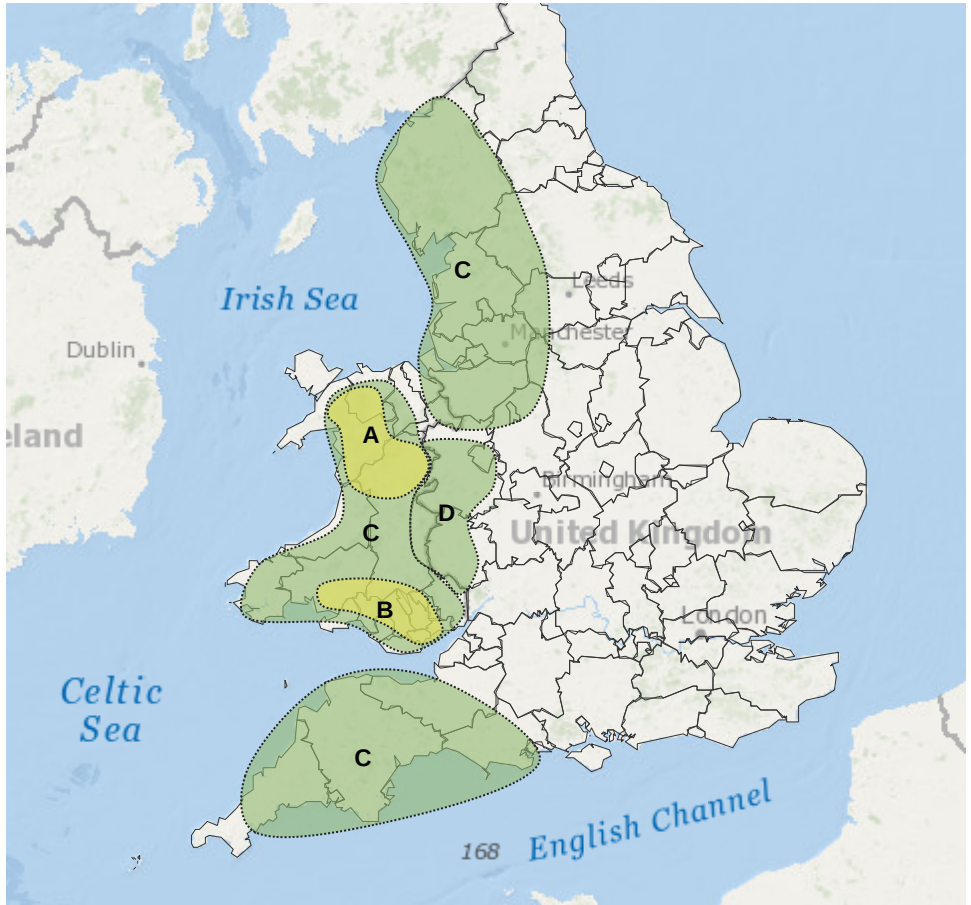 C
Leeds
Irish Sea
Manchester
Dublin
eland
A
Birmingham
D
United Kingdom
C
B
London
Celtic
Sea
C
English Channel
168